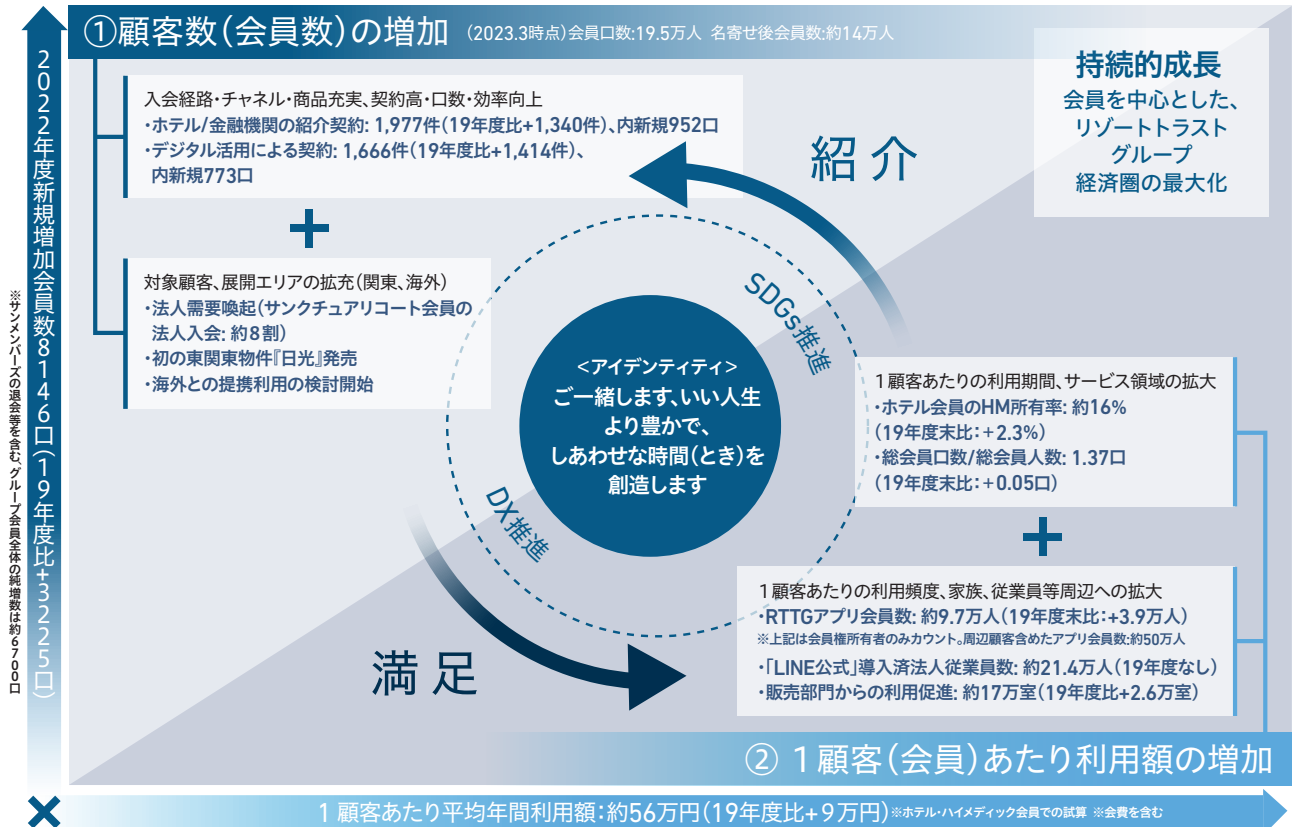 ①顧客数(会員数)の増加 (2023.3時点)会員口数:19.5万人 名寄せ後会員数:約14万人
2022年度新規増加会員数8146口(19年度比+3225口)
※サンメンバーズの退会等を含む、グループ会員全体の純増数は約6700口
持続的成長
会員を中心とした、
リゾートトラスト
グループ
経済圏の最大化
入会経路・チャネル・商品充実、契約高・口数・効率向上
・ホテル/金融機関の紹介契約: 1,977件(19年度比+1,340件)、内新規952口
・デジタル活用による契約: 1,666件(19年度比+1,414件)、
内新規773口
紹介
対象顧客、展開エリアの拡充(関東、海外)
・法人需要喚起(サンクチュアリコート会員の
法人入会: 約8割)
・初の東関東物件『日光』発売
・海外との提携利用の検討開始
SDGs推進
<アイデンティティ>
ご一緒します、いい人生
より豊かで、
しあわせな時間(とき)を
創造します
DX推進
1顧客あたりの利用期間、サービス領域の拡大
・ホテル会員のHM所有率: 約16%
(19年度末比:+2.3%)
・総会員口数/総会員人数: 1.37口
(19年度末比:+0.05口)
満足
1顧客あたりの利用頻度、家族、従業員等周辺への拡大
・RTTGアプリ会員数: 約9.7万人(19年度末比:+3.9万人)
※上記は会員権所有者のみカウント。周辺顧客含めたアプリ会員数:約50万人
・「LINE公式」導入済法人従業員数: 約21.4万人(19年度なし)
・販売部門からの利用促進: 約17万室(19年度比+2.6万室)
② 1顧客(会員)あたり利用額の増加
1顧客あたり平均年間利用額:約56万円(19年度比+9万円)※ホテル・ハイメディック会員での試算 ※会費を含む